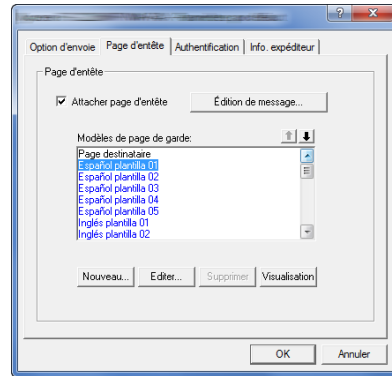 Option d'envoie Page d'entête Authentification Info. expéditeur
Page d'entête
Attacher page d'entête Édition de message...
Modèles de page de garde:
Page destinataire
Español plantilla 01
Español plantilla 02
Español plantilla 03
Español plantilla 04
Español plantilla 05
Inglés plantilla 01
Inglés plantilla 02
Nouveau... Editer... Supprimer Visualisation
OK Annuler